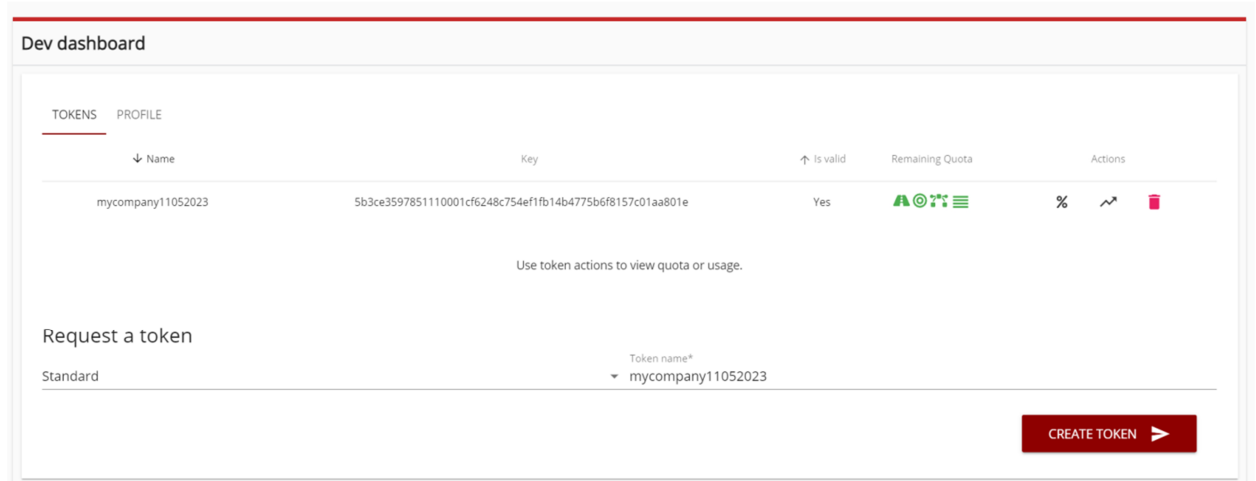 Dev dashboard
TOKENS PROFILE
Name Key Is valid Remaining Quota Actions
mycompany11052023 5b3ce3597851110001cf6248c754ef1fb14b4775b6f8157c01aa801e Yes
Use token actions to view quota or usage.
Request a token
Token name*
Standard mycompany11052023
CREATE TOKEN